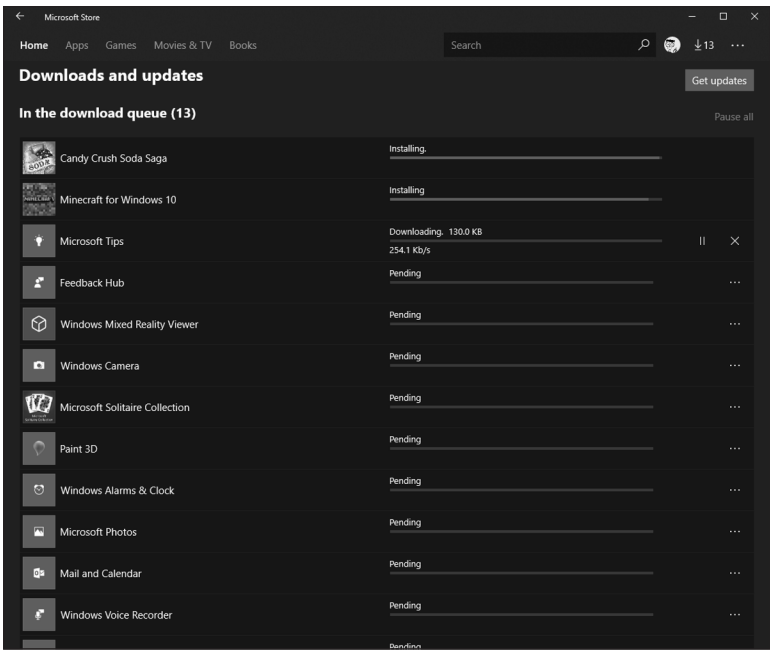 Microsoft Store
Home Apps Games Movies & TV Books Search 13 ...
Downloads and updates
Get updates
In the download queue (13)
Pause all
Candy Crush Soda Saga Installing.
SODA
Minecraft for Windows 10 Installing
Microsoft Tips Downloading. 130.0 KB
254.1 Kb/s
Feedback Hub Pending
Windows Mixed Reality Viewer Pending
Windows Camera Pending
Microsoft Solitaire Collection Pending
Paint 3D Pending
Windows Alarms & Clock Pending
Microsoft Photos Pending
Mail and Calendar Pending
Windows Voice Recorder Pending
Pending